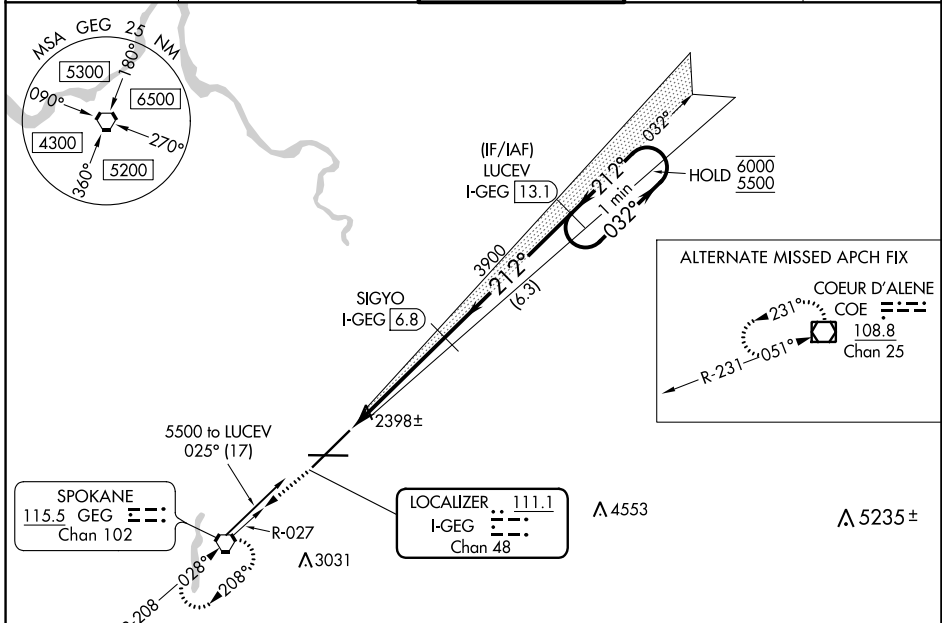 MSA GEG 25 NM
5300
180°
090°
6500
4300
270°
5200
360°
(IF/IAF)
LUCEV
I-GEG 13.1
032°
212°
1 min
032°
HOLD 6000
5500
3900
212°
(6.3)
SIGYO
I-GEG 6.8
ALTERNATE MISSED APCH FIX
COEUR D'ALENE
COE
108.8
Chan 25
231°
R-231
051°
2398±
5500 to LUCEV
025° (17)
SPOKANE
115.5 GEG
Chan 102
R-027
LOCALIZER 111.1
I-GEG
Chan 48
4553
5235±
3031
028°
208°